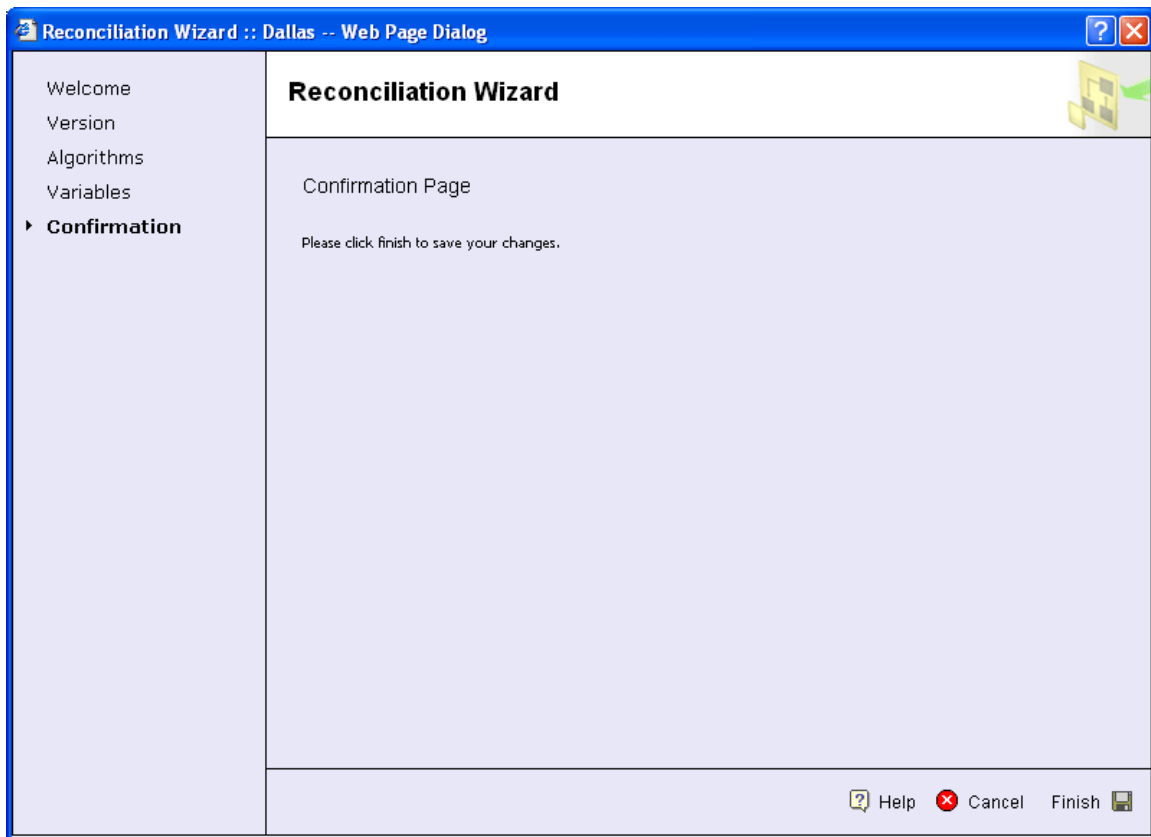 Reconciliation Wizard :: Dallas -- Web Page Dialog
Welcome
Version
Algorithms
Variables
Confirmation
Reconciliation Wizard
Confirmation Page
Please click finish to save your changes.
Help Cancel Finish